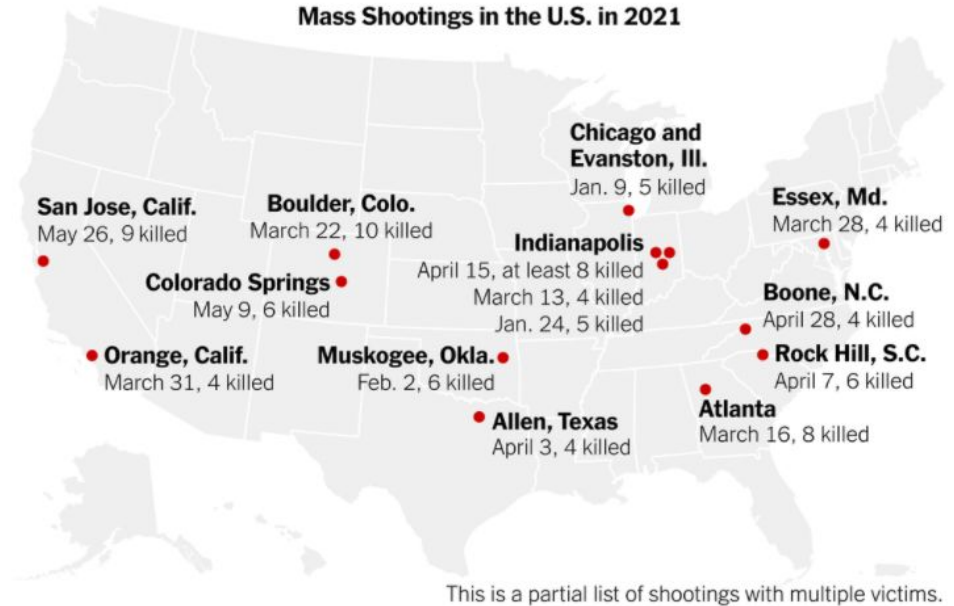 Mass Shootings in the U.S. in 2021
Chicago and
Evanston, Ill.
Jan. 9, 5 killed
San Jose, Calif.
May 26, 9 killed
Boulder, Colo.
March 22, 10 killed
Essex, Md.
March 28, 4 killed
Indianapolis
April 15, at least 8 killed
March 13, 4 killed
Jan. 24, 5 killed
Colorado Springs
May 9, 6 killed
Boone, N.C.
April 28, 4 killed
Orange, Calif.
March 31, 4 killed
Muskogee, Okla.
Feb. 2, 6 killed
Rock Hill, S.C.
April 7, 6 killed
Allen, Texas
April 3, 4 killed
Atlanta
March 16, 8 killed
This is a partial list of shootings with multiple victims.